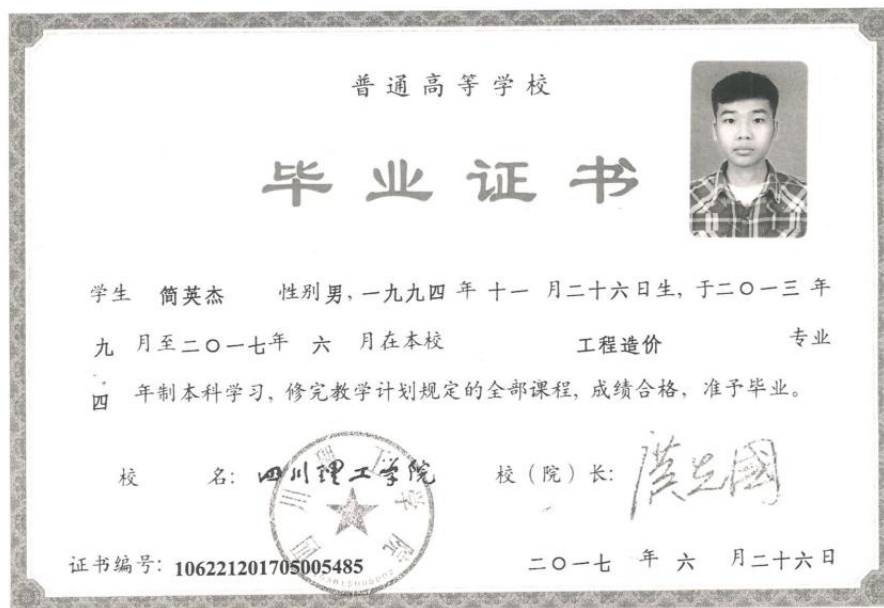 普通高等学校
毕业证书
学生 简英杰 性别男，一九九四年十一月二十六日生，于二〇一三年
九月至二〇一七年六月在本校 工程造价 专业
四年制本科学习，修完教学计划规定的全部课程，成绩合格，准予毕业。
校 名：四川理工学院 校（院）长：
证书编号：106221201705005485 二〇一七年六月二十六日